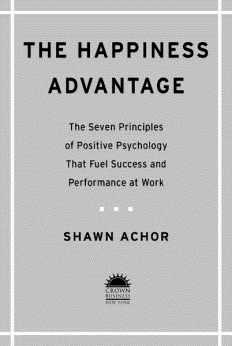 THE HAPPINESS
ADVANTAGE
The Seven Principles
of Positive Psychology
That Fuel Success and
Performance at Work
SHAWN ACHOR
CROWN
BUSINESS
NEW YORK